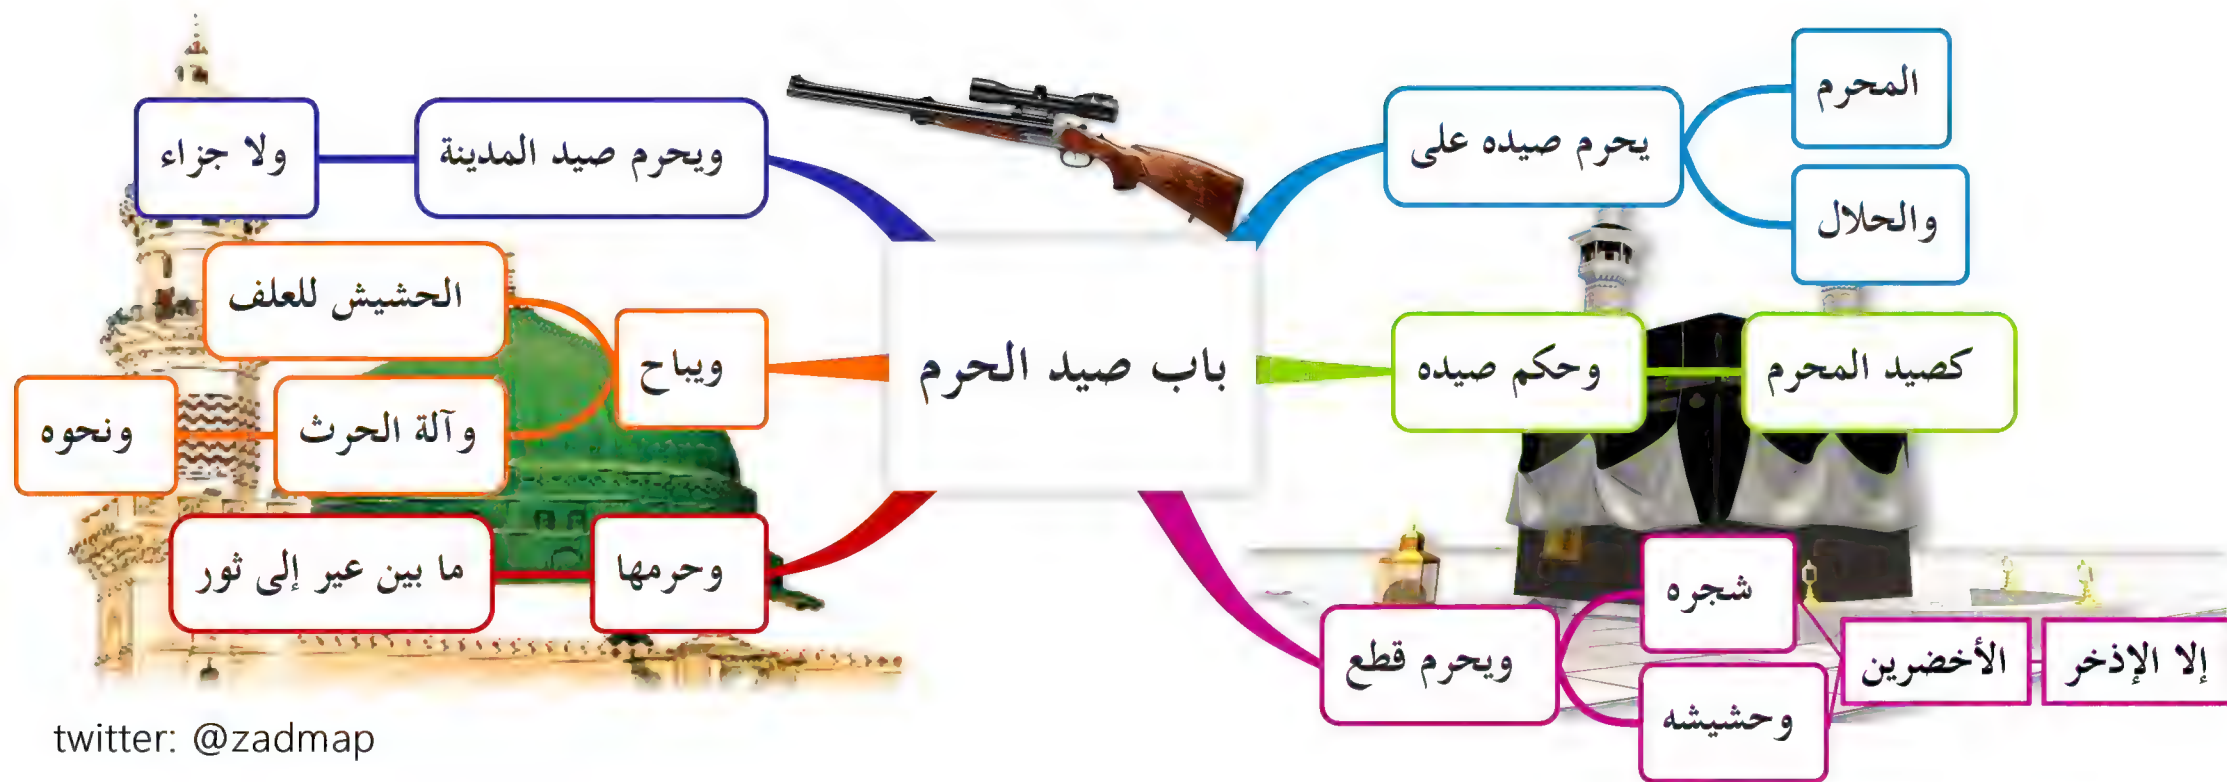 باب صيد الحرم
يحرم صيده على
المحرم
والحلال
وحكم صيده
كصيد المحرم
ويحرم قطع
شجره
وحشيشه
الأخضرين
إلا الإذخر
ويحرم صيد المدينة
ولا جزاء
ويباح
الحشيش للعلف
وآلة الحرث
ونحوه
وحرمها
ما بين عير إلى ثور
twitter: @zadmap